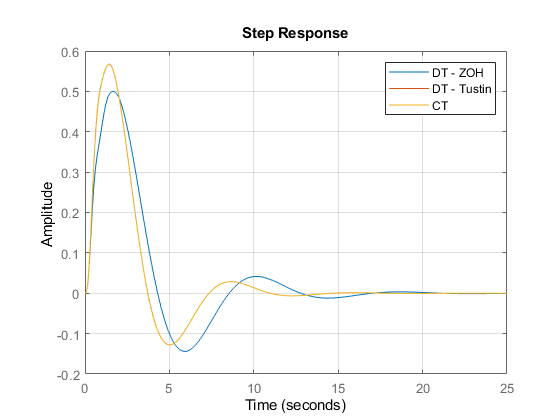 Step Response
DT - ZOH
DT - Tustin
CT
Amplitude
0.6
0.5
0.4
0.3
0.2
0.1
0
-0.1
-0.2
0 5 10 15 20 25
Time (seconds)